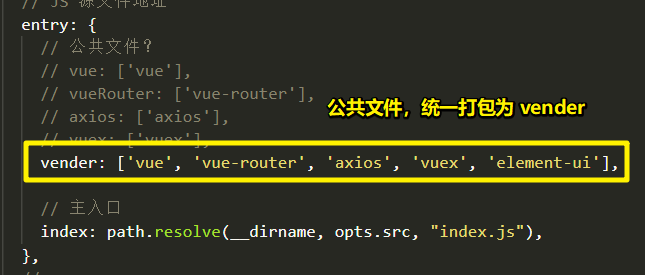 // JS 源文件地址
entry: {
// 公共文件？
// vue: ['vue'],
// vueRouter: ['vue-router'],
// axios: ['axios'],
公共文件，统一打包为 vender
// vuex: ['vuex'],
vender: ['vue', 'vue-router', 'axios', 'vuex', 'element-ui'],
// 主入口
index: path.resolve(__dirname, opts.src, "index.js"),
},